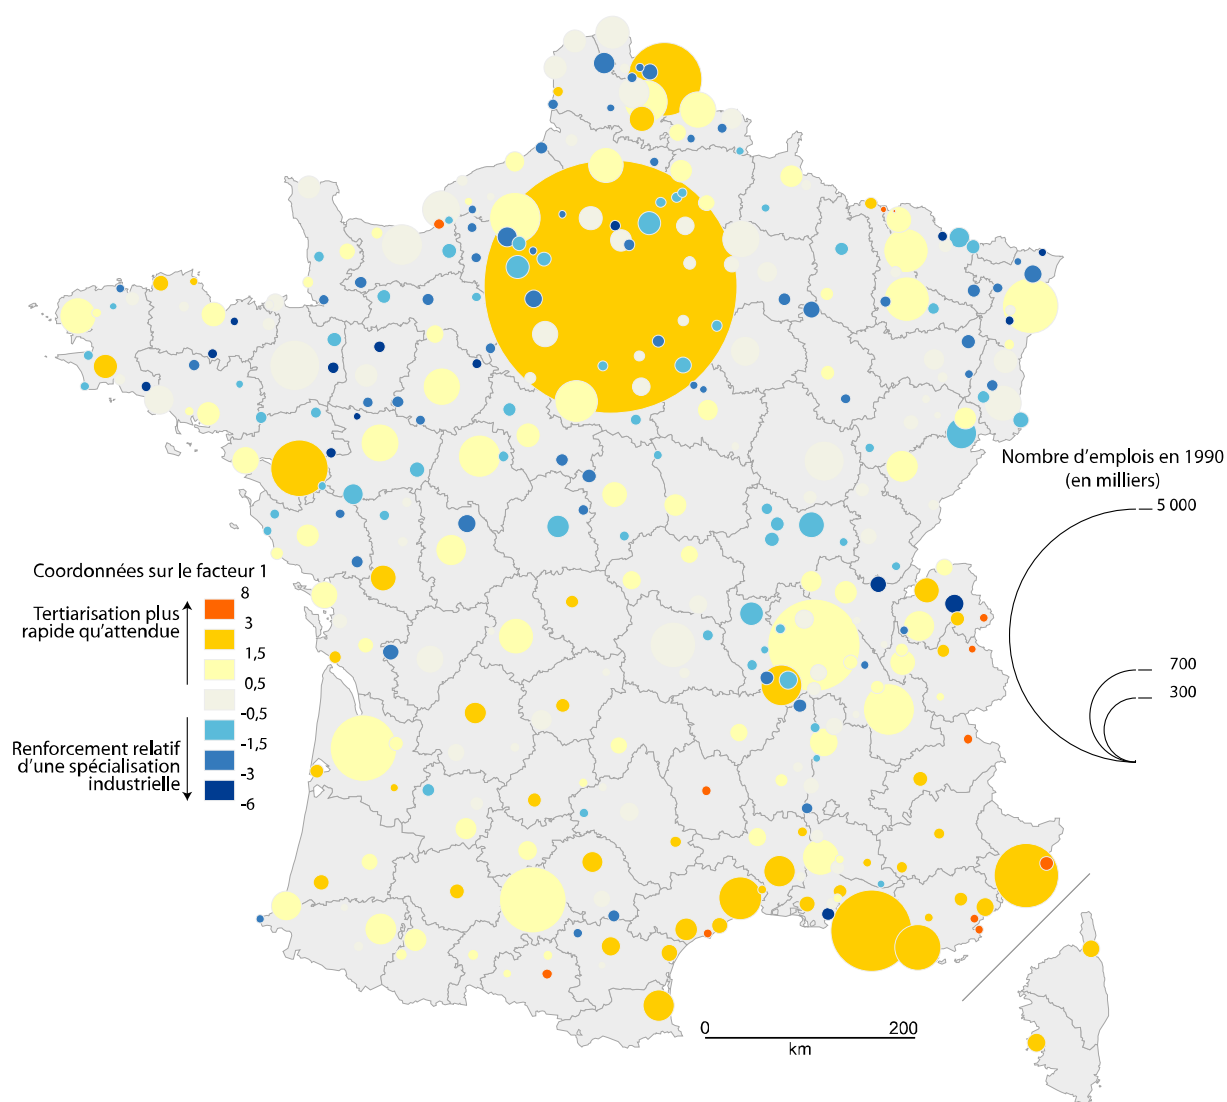 Nombre d'emplois en 1990
(en milliers)
5 000
700
300
Coordonnées sur le facteur 1
8
Tertiarisation plus
rapide qu'attendue
3
1,5
0,5
-0,5
-1,5
Renforcement relatif
d'une spécialisation
industrielle
-3
-6
0
200
km